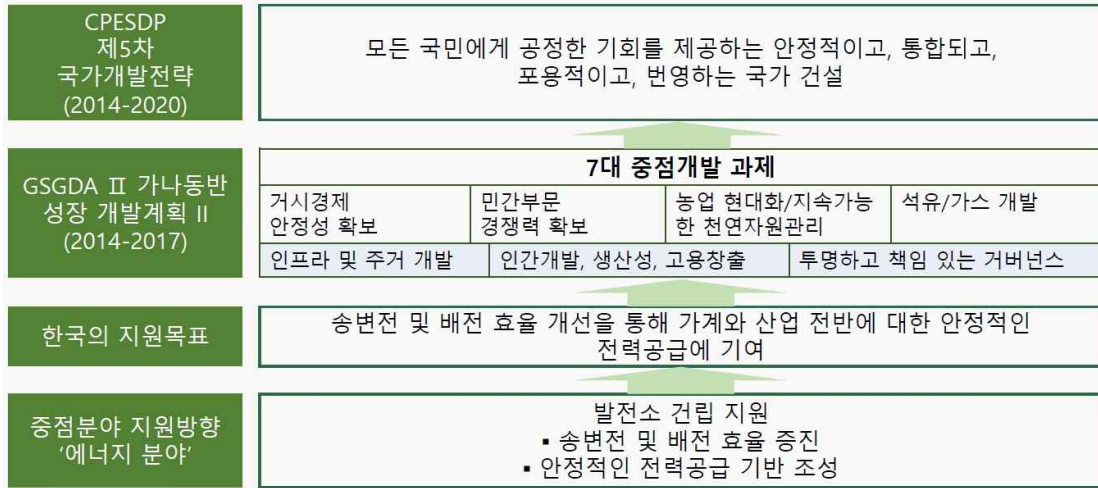 CPESDP
제5차
국가개발전략
(2014-2020)
모든 국민에게 공정한 기회를 제공하는 안정적이고, 통합되고,
포용적이고, 번영하는 국가 건설
GSGDA Ⅱ 가나동반
성장 개발계획 II
(2014-2017)
7대 중점개발 과제
거시경제
안정성 확보
민간부문
경쟁력 확보
농업 현대화/지속가능
한 천연자원관리
석유/가스 개발
인프라 및 주거 개발
인간개발, 생산성, 고용창출
투명하고 책임 있는 거버넌스
한국의 지원목표
송변전 및 배전 효율 개선을 통해 가계와 산업 전반에 대한 안정적인
전력공급에 기여
중점분야 지원방향
‘에너지 분야’
발전소 건립 지원
▪ 송변전 및 배전 효율 증진
▪ 안정적인 전력공급 기반 조성